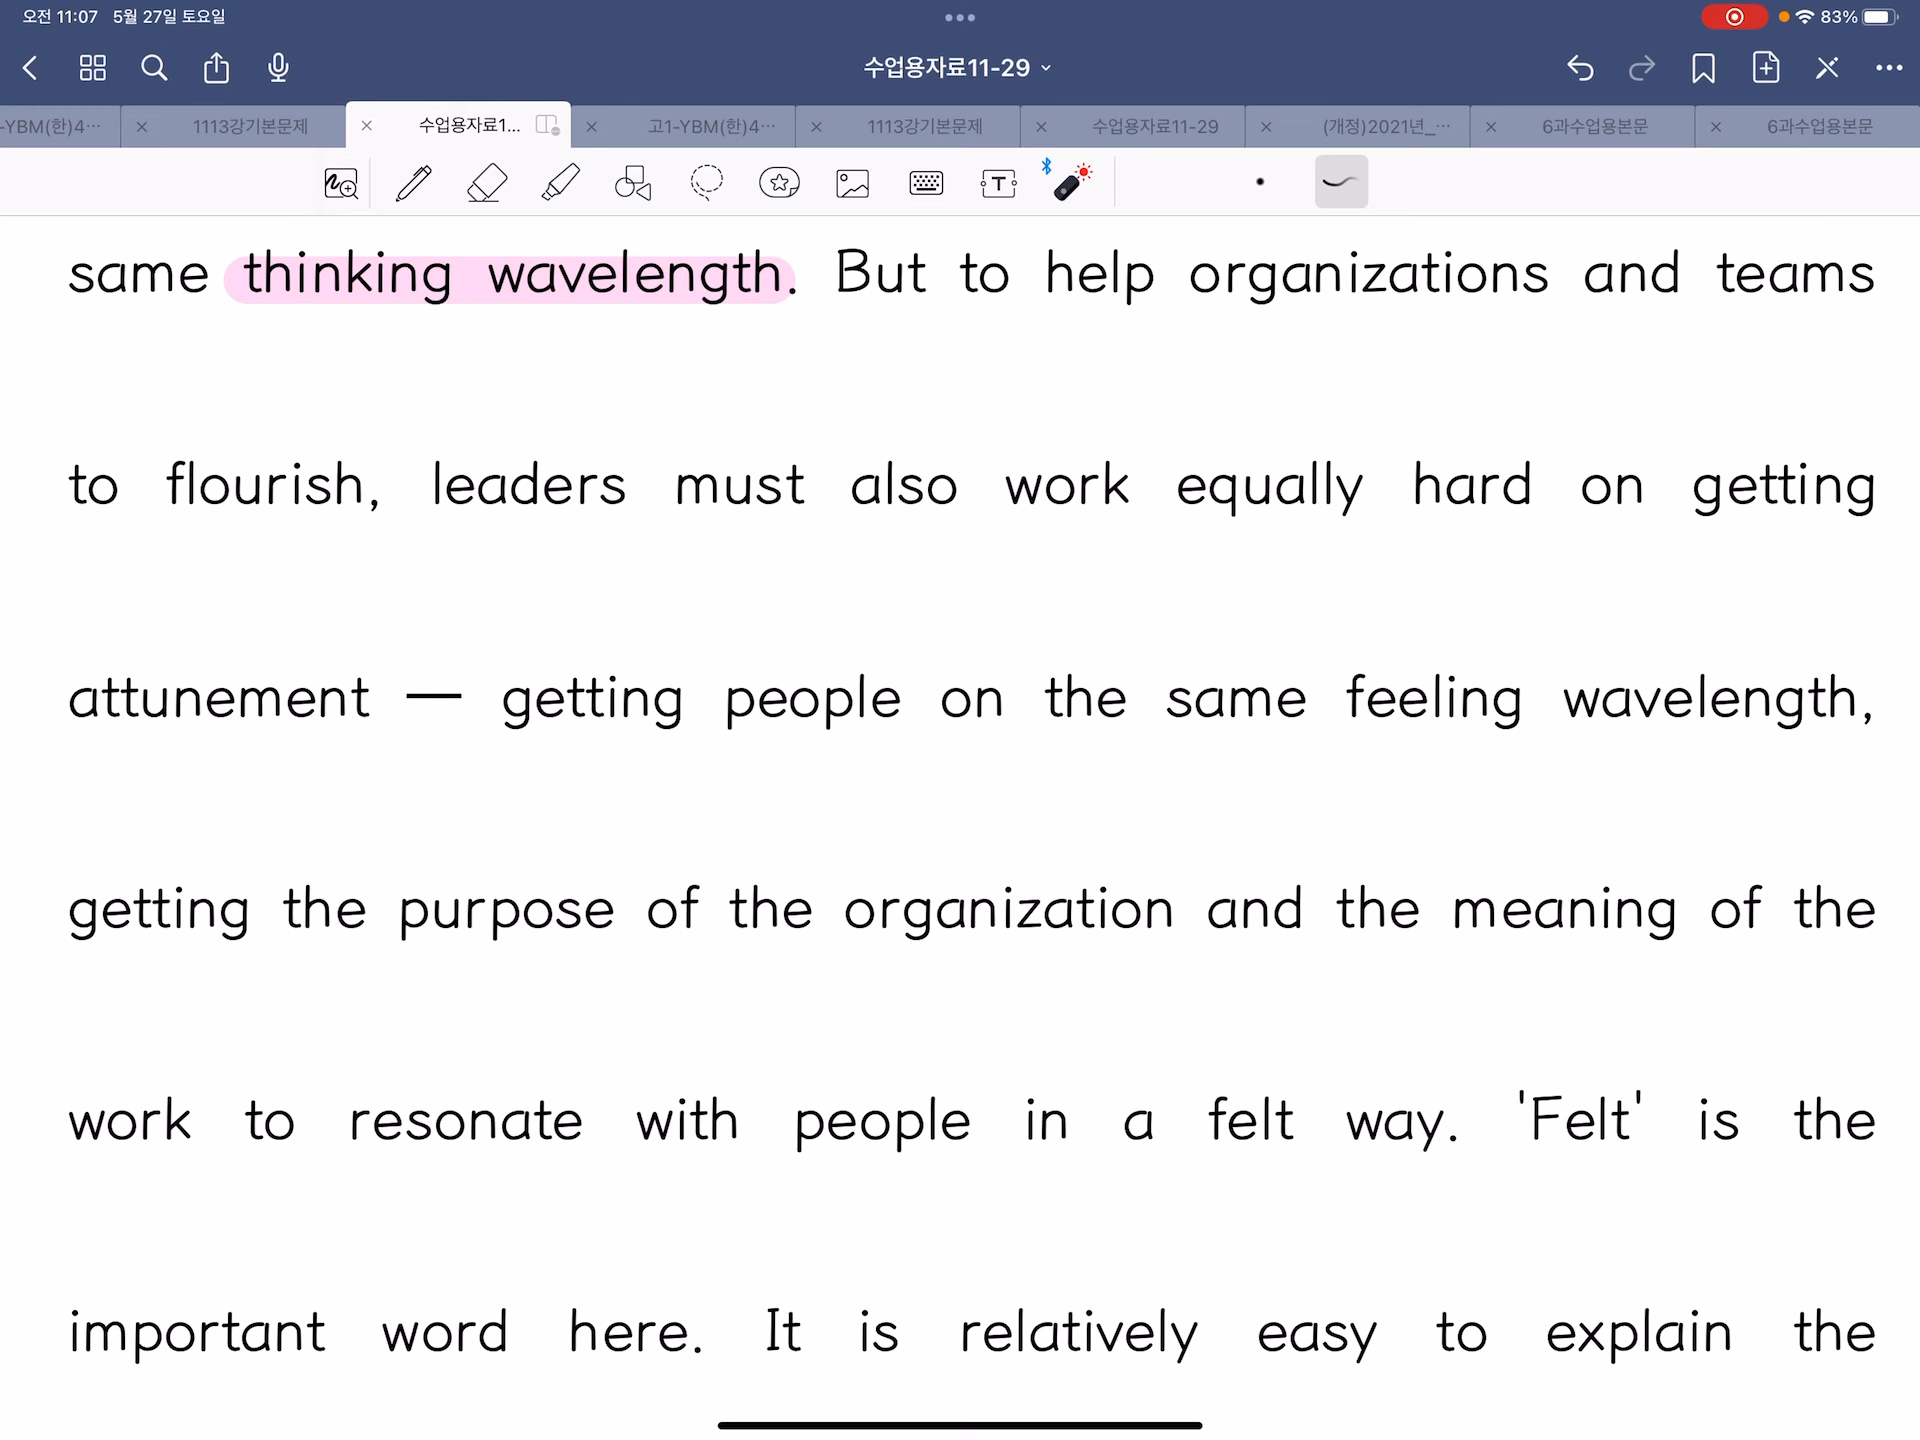 오전 11:07 5월 27일 토요일
83%
수업용자료11-29
-YBM(한)4…
1113강기본문제
수업용자료1...
고1-YBM(한)4…
1113강기본문제
수업용자료11-29
(개정)2021년_…
6과수업용본문
6과수업용본문
same thinking wavelength. But to help organizations and teams
to flourish, leaders must also work equally hard on getting
attunement — getting people on the same feeling wavelength,
getting the purpose of the organization and the meaning of the
work to resonate with people in a felt way. 'Felt' is the
important word here. It is relatively easy to explain the